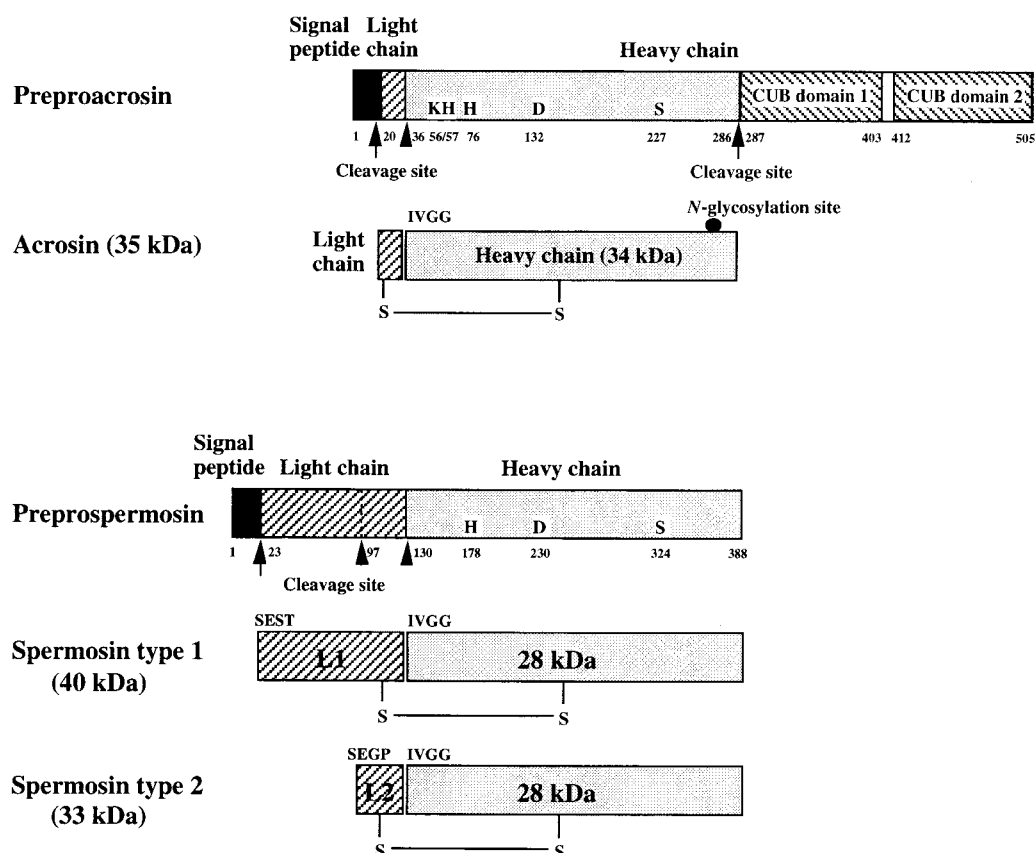 Signal Light
peptide chain
Heavy chain
Preproacrosin
KH H D S
CUB domain 1
CUB domain 2
1 20 36 56/57 76 132 227 286 287 403 412 505
Cleavage site
Cleavage site
N-glycosylation site
IVGG
Acrosin (35 kDa)
Light
chain
Heavy chain (34 kDa)
S S
Signal
peptide
Light chain
Heavy chain
Preprospermosin
H D S
1 23 97 130 178 230 324 388
Cleavage site
SEST IVGG
Spermosin type 1
(40 kDa)
L1
28 kDa
S S
SEGP IVGG
Spermosin type 2
(33 kDa)
L2
28 kDa
S S